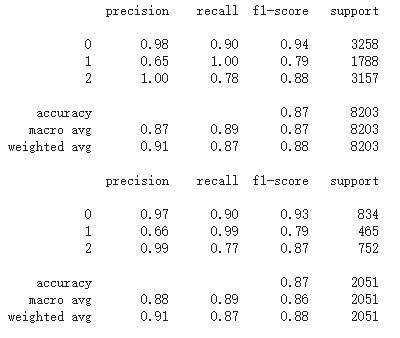 precision recall f1-score support
0 0.98 0.90 0.94 3258
1 0.65 1.00 0.79 1788
2 1.00 0.78 0.88 3157
accuracy 0.87 8203
macro avg 0.87 0.89 0.87 8203
weighted avg 0.91 0.87 0.88 8203
precision recall f1-score support
0 0.97 0.90 0.93 834
1 0.66 0.99 0.79 465
2 0.99 0.77 0.87 752
accuracy 0.87 2051
macro avg 0.88 0.89 0.86 2051
weighted avg 0.91 0.87 0.88 2051